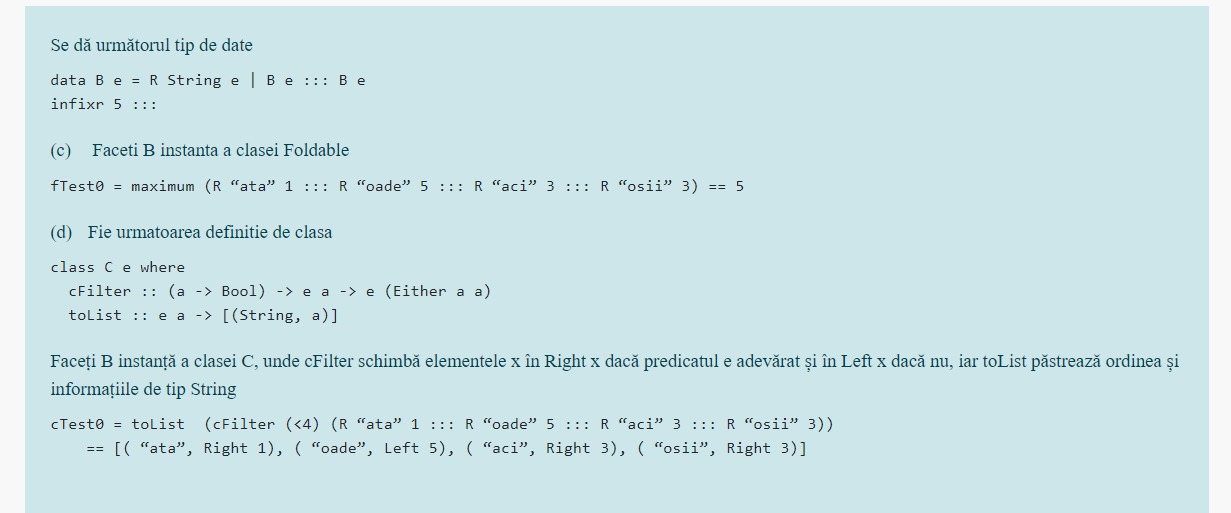 Se dă următorul tip de date
data B e = R String e | B e ::: B e
infixr 5 :::
(c) Faceti B instanta a clasei Foldable
fTest0 = maximum (R “ata” 1 ::: R “oade” 5 ::: R “aci” 3 ::: R “osii” 3) == 5
(d) Fie urmatoarea definitie de clasa
class C e where
cFilter :: (a -> Bool) -> e a -> e (Either a a)
toList :: e a -> [(String, a)]
Faceți B instanță a clasei C, unde cFilter schimbă elementele x în Right x dacă predicatul e adevărat și în Left x dacă nu, iar toList păstrează ordinea și
informațiile de tip String
cTest0 = toList (cFilter (<4) (R “ata” 1 ::: R “oade” 5 ::: R “aci” 3 ::: R “osii” 3))
== [( “ata”, Right 1), ( “oade”, Left 5), ( “aci”, Right 3), ( “osii”, Right 3)]